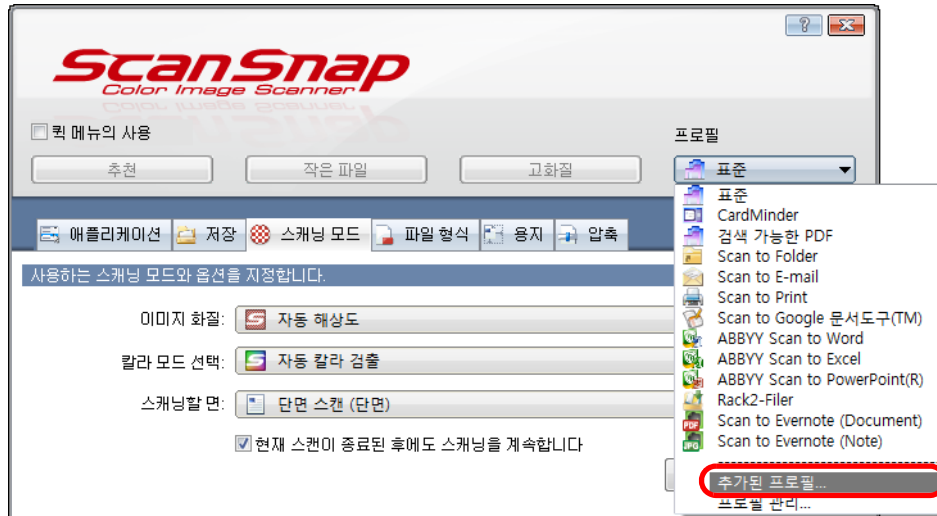 ScanSnap
Color Image Scanner
퀵 메뉴의 사용
프로필
추천
작은 파일
고화질
표준
표준
CardMinder
검색 가능한 PDF
Scan to Folder
Scan to E-mail
Scan to Print
Scan to Google 문서도구(TM)
ABBYY Scan to Word
ABBYY Scan to Excel
ABBYY Scan to PowerPoint(R)
Rack2-Filer
Scan to Evernote (Document)
Scan to Evernote (Note)
추가된 프로필...
프로필 관리...
애플리케이션 저장 스캐닝 모드 파일 형식 용지 압축
사용하는 스캐닝 모드와 옵션을 지정합니다.
이미지 화질: 자동 해상도
칼라 모드 선택: 자동 칼라 검출
스캐닝할 면: 단면 스캔 (단면)
현재 스캔이 종료된 후에도 스캐닝을 계속합니다